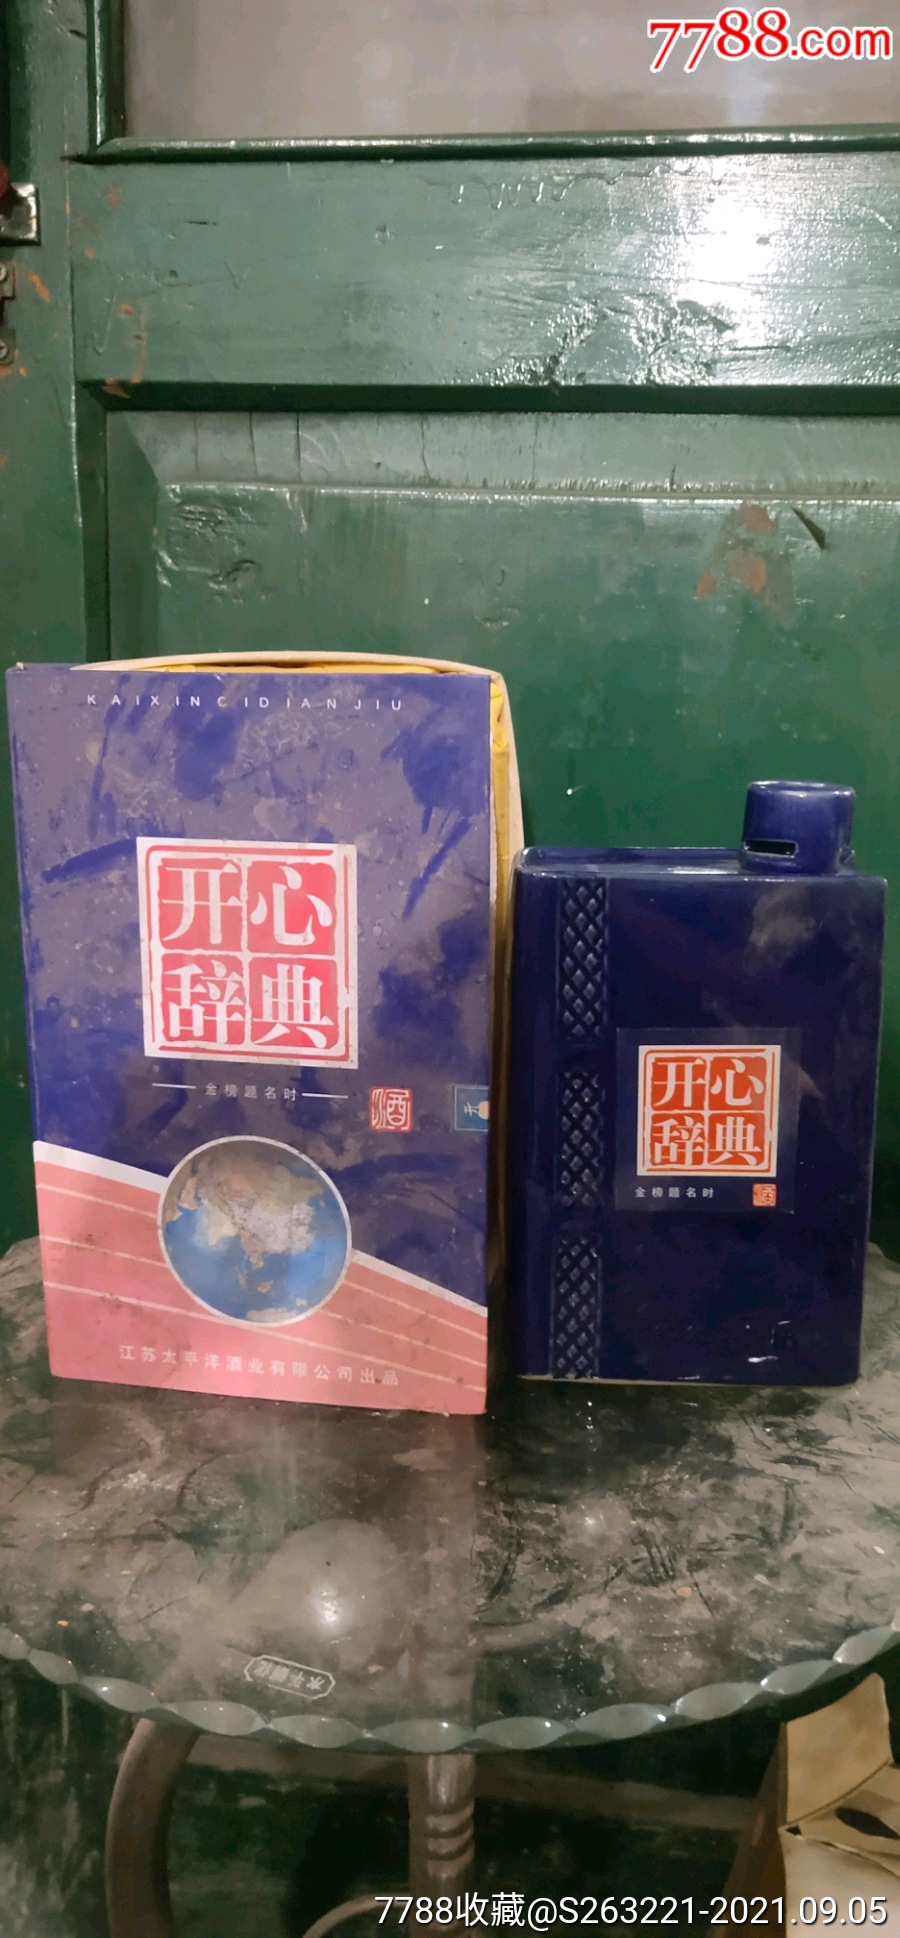 7788.com
KAIXINCIDIANJIU
开心
辞典
金榜题名时
酒
开
江苏太平洋酒业有限公司出品
开心
辞典
金榜题名时
酒
7788收藏@S263221-2021.09.05